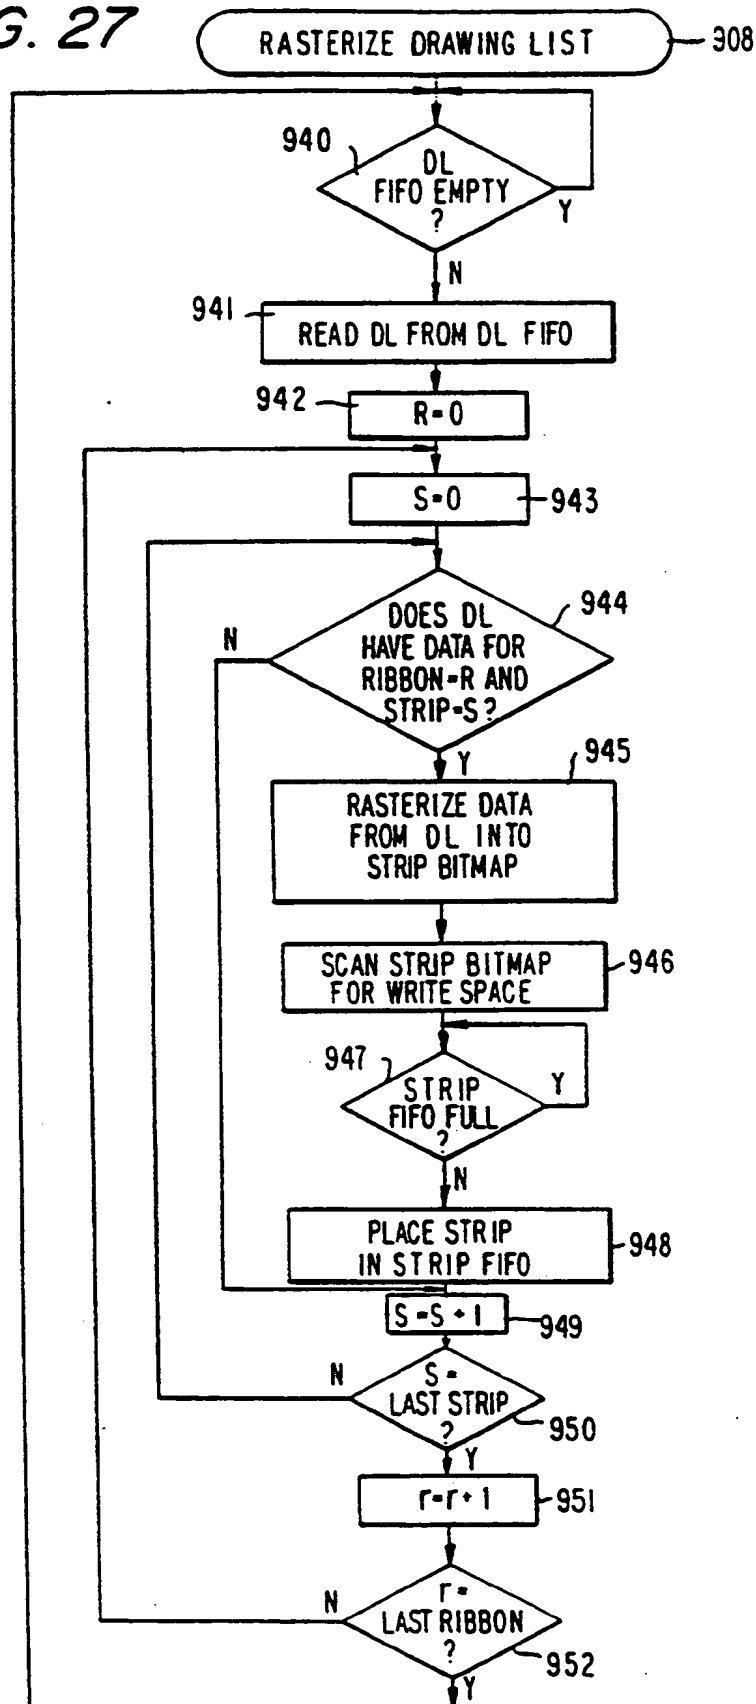 G. 27
RASTERIZE DRAWING LIST
908
940
DL
FIFO EMPTY
?
Y
N
941
READ DL FROM DL FIFO
942
R=0
S=0
943
944
DOES DL
HAVE DATA FOR
RIBBON=R AND
STRIP=S?
N
Y
945
RASTERIZE DATA
FROM DL INTO
STRIP BITMAP
SCAN STRIP BITMAP
FOR WRITE SPACE
946
947
STRIP
FIFO FULL
?
Y
N
PLACE STRIP
IN STRIP FIFO
948
S=S+1
949
N
S=
LAST STRIP
?
950
Y
r=r+1
951
N
r=
LAST RIBBON
?
952
Y